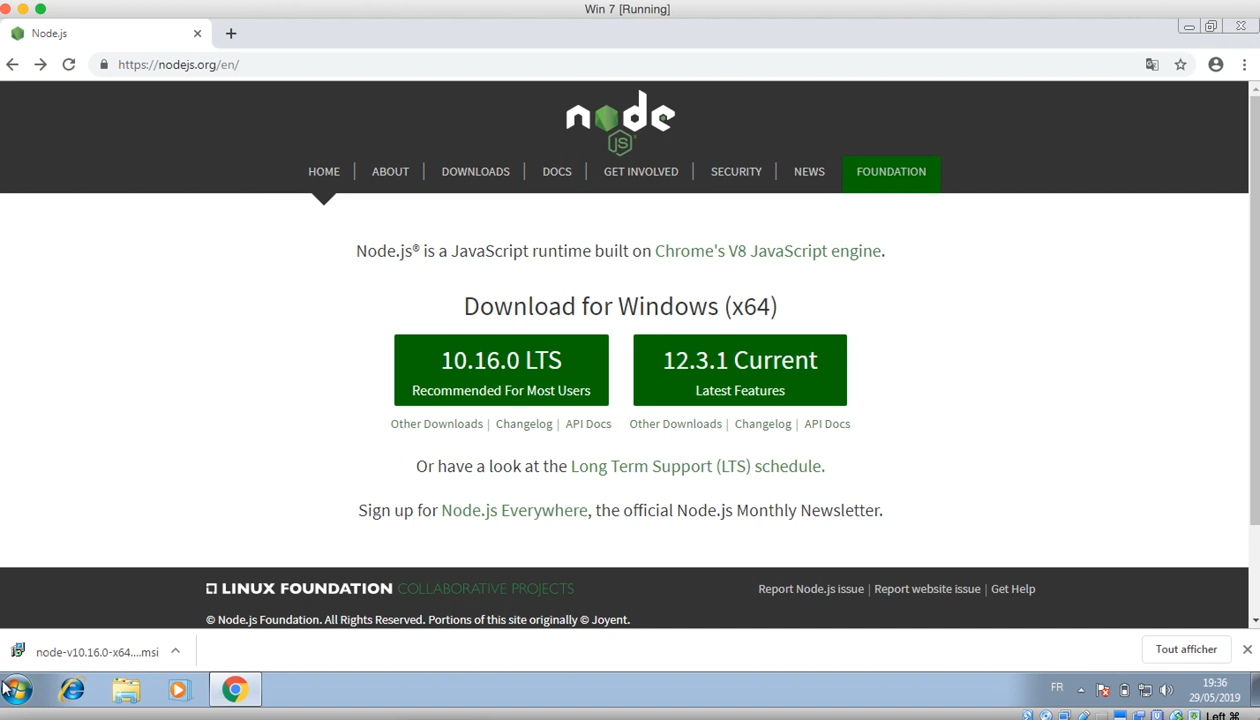 Win 7 [Running]
Node.js
https://nodejs.org/en/
node
JS
HOME | ABOUT | DOWNLOADS | DOCS | GET INVOLVED | SECURITY | NEWS FOUNDATION
Node.js® is a JavaScript runtime built on Chrome's V8 JavaScript engine.
Download for Windows (x64)
10.16.0 LTS
Recommended For Most Users
12.3.1 Current
Latest Features
Other Downloads | Changelog | API Docs
Other Downloads | Changelog | API Docs
Or have a look at the Long Term Support (LTS) schedule.
Sign up for Node.js Everywhere, the official Node.js Monthly Newsletter.
LINUX FOUNDATION COLLABORATIVE PROJECTS
Report Node.js issue | Report website issue | Get Help
© Node.js Foundation. All Rights Reserved. Portions of this site originally © Joyent.
node-v10.16.0-x64....msi
Tout afficher
FR
19:36
29/05/2019
Left ⌘